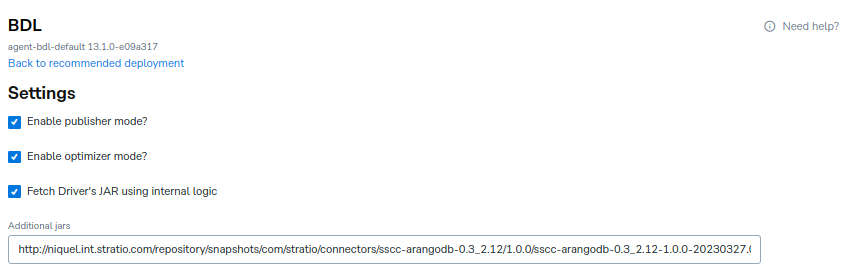 BDL
Need help?
agent-bdl-default 13.1.0-e09a317
Back to recommended deployment
Settings
Enable publisher mode?
Enable optimizer mode?
Fetch Driver's JAR using internal logic
Additional jars
http://niquel.int.stratio.com/repository/snapshots/com/stratio/connectors/sscc-arangodb-0.3_2.12/1.0.0/sscc-arangodb-0.3_2.12-1.0.0-20230327.